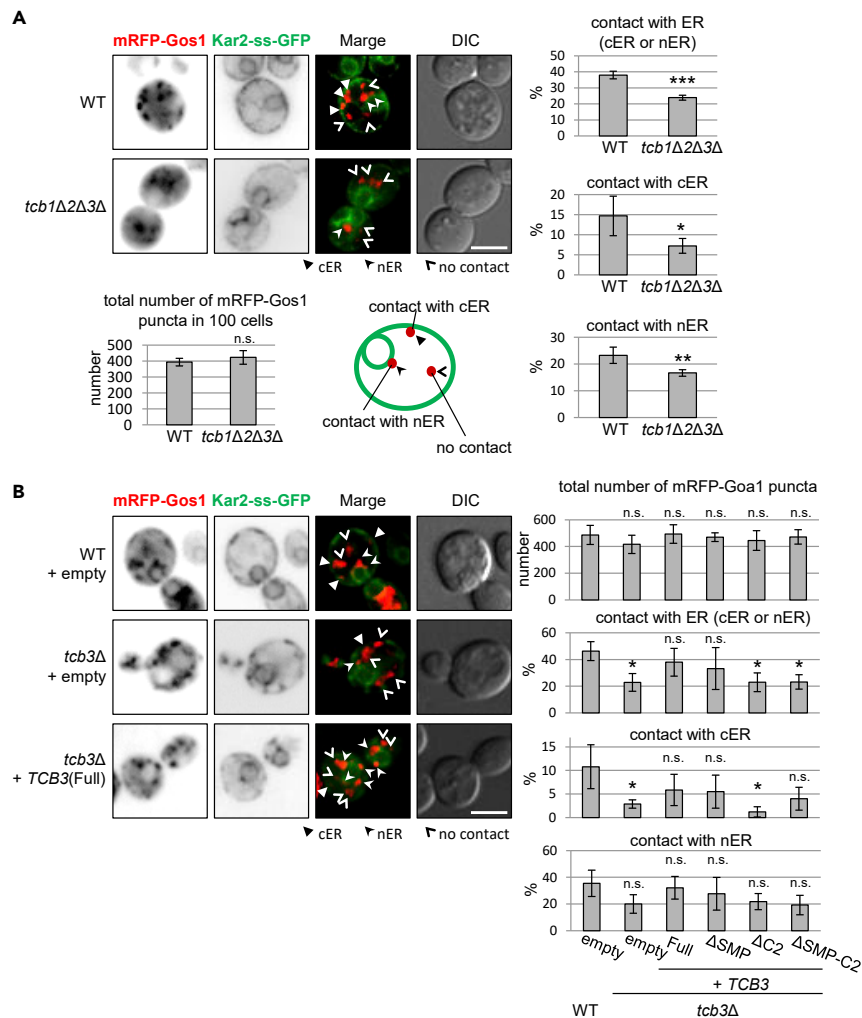 A
mRFP-Gos1 Kar2-ss-GFP Marge DIC
WT
tcb1Δ2Δ3Δ
cER nER no contact
contact with ER
(cER or nER)
%
50
40
30
20
10
0
***
WT tcb1Δ2Δ3Δ
contact with cER
%
20
15
10
5
0
*
WT tcb1Δ2Δ3Δ
total number of mRFP-Gos1
puncta in 100 cells
n.s.
number
500
400
300
200
100
0
WT tcb1Δ2Δ3Δ
contact with cER
contact with nER
no contact
contact with nER
%
30
20
10
0
**
WT tcb1Δ2Δ3Δ
B
mRFP-Gos1 Kar2-ss-GFP Marge DIC
WT
+ empty
tcb3Δ
+ empty
tcb3Δ
+ TCB3(Full)
cER nER no contact
total number of mRFP-Goa1 puncta
n.s. n.s. n.s. n.s. n.s.
number
600
400
200
0
contact with ER (cER or nER)
%
60
40
20
0
* n.s. n.s. * *
contact with cER
%
15
10
5
0
* n.s. n.s. * n.s.
contact with nER
%
60
40
20
0
n.s. n.s. n.s. n.s. n.s.
empty empty Full ΔSMP ΔC2 ΔSMP-C2
+ TCB3
WT tcb3Δ